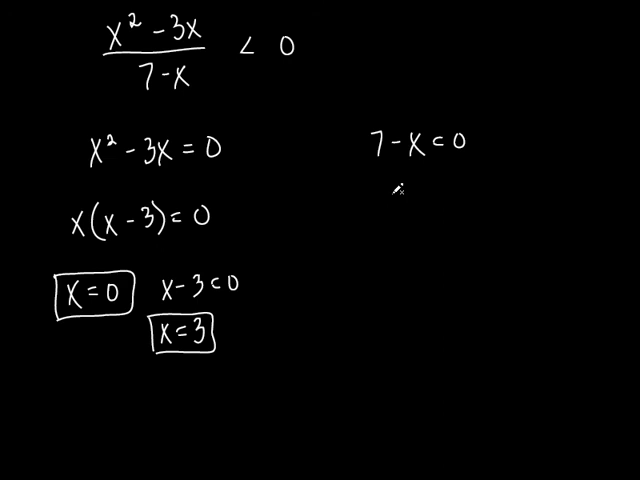 x² - 3x
7 - x
< 0
x² - 3x = 0
7 - x = 0
x(x - 3) = 0
x = 0
x - 3 = 0
x = 3